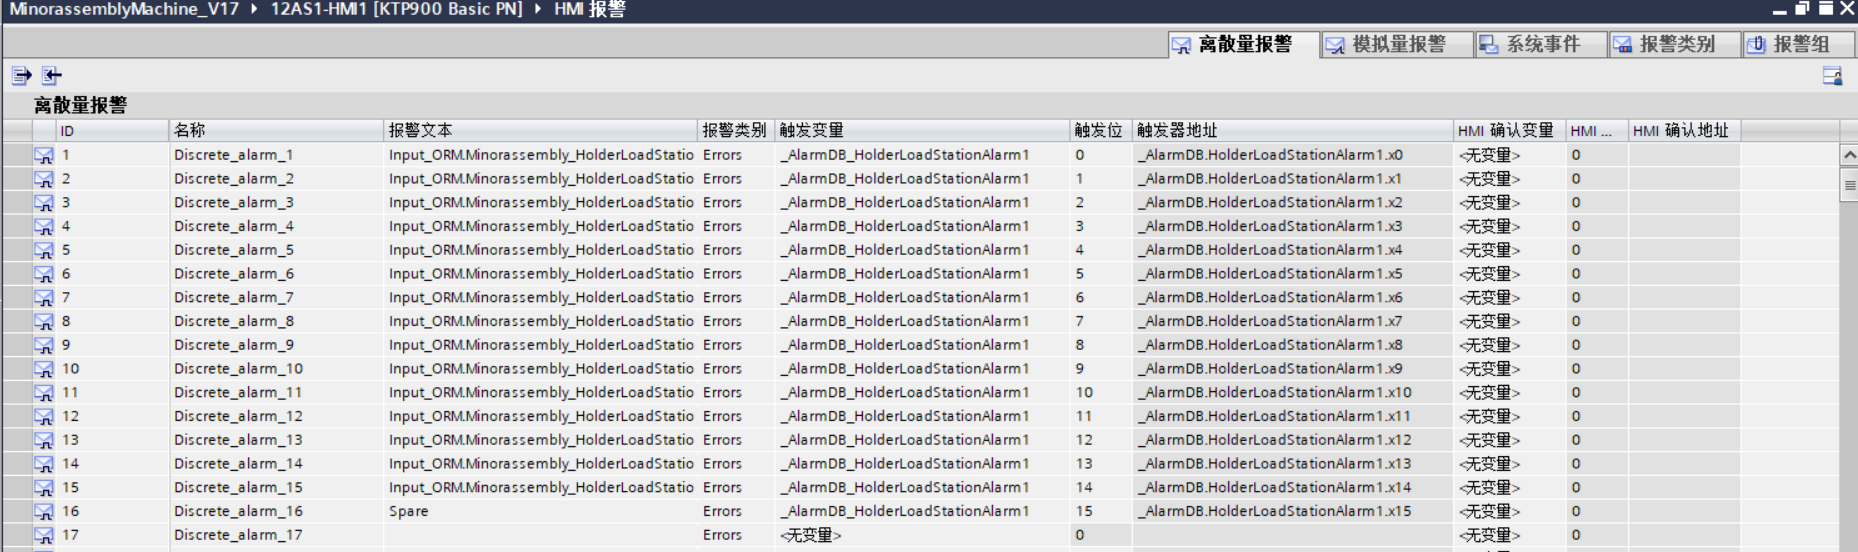 MinorassemblyMachine_V17 ▸ 12AS1-HMI1 [KTP900 Basic PN] ▸ HMI 报警
离散量报警 模拟量报警 系统事件 报警类别 报警组
离散量报警
ID 名称 报警文本 报警类别 触发变量 触发位 触发器地址 HMI 确认变量 HMI ... HMI 确认地址
1 Discrete_alarm_1 Input_ORM.Minorassembly_HolderLoadStatio Errors _AlarmDB_HolderLoadStationAlarm1 0 _AlarmDB.HolderLoadStationAlarm1.x0 <无变量> 0
2 Discrete_alarm_2 Input_ORM.Minorassembly_HolderLoadStatio Errors _AlarmDB_HolderLoadStationAlarm1 1 _AlarmDB.HolderLoadStationAlarm1.x1 <无变量> 0
3 Discrete_alarm_3 Input_ORM.Minorassembly_HolderLoadStatio Errors _AlarmDB_HolderLoadStationAlarm1 2 _AlarmDB.HolderLoadStationAlarm1.x2 <无变量> 0
4 Discrete_alarm_4 Input_ORM.Minorassembly_HolderLoadStatio Errors _AlarmDB_HolderLoadStationAlarm1 3 _AlarmDB.HolderLoadStationAlarm1.x3 <无变量> 0
5 Discrete_alarm_5 Input_ORM.Minorassembly_HolderLoadStatio Errors _AlarmDB_HolderLoadStationAlarm1 4 _AlarmDB.HolderLoadStationAlarm1.x4 <无变量> 0
6 Discrete_alarm_6 Input_ORM.Minorassembly_HolderLoadStatio Errors _AlarmDB_HolderLoadStationAlarm1 5 _AlarmDB.HolderLoadStationAlarm1.x5 <无变量> 0
7 Discrete_alarm_7 Input_ORM.Minorassembly_HolderLoadStatio Errors _AlarmDB_HolderLoadStationAlarm1 6 _AlarmDB.HolderLoadStationAlarm1.x6 <无变量> 0
8 Discrete_alarm_8 Input_ORM.Minorassembly_HolderLoadStatio Errors _AlarmDB_HolderLoadStationAlarm1 7 _AlarmDB.HolderLoadStationAlarm1.x7 <无变量> 0
9 Discrete_alarm_9 Input_ORM.Minorassembly_HolderLoadStatio Errors _AlarmDB_HolderLoadStationAlarm1 8 _AlarmDB.HolderLoadStationAlarm1.x8 <无变量> 0
10 Discrete_alarm_10 Input_ORM.Minorassembly_HolderLoadStatio Errors _AlarmDB_HolderLoadStationAlarm1 9 _AlarmDB.HolderLoadStationAlarm1.x9 <无变量> 0
11 Discrete_alarm_11 Input_ORM.Minorassembly_HolderLoadStatio Errors _AlarmDB_HolderLoadStationAlarm1 10 _AlarmDB.HolderLoadStationAlarm1.x10 <无变量> 0
12 Discrete_alarm_12 Input_ORM.Minorassembly_HolderLoadStatio Errors _AlarmDB_HolderLoadStationAlarm1 11 _AlarmDB.HolderLoadStationAlarm1.x11 <无变量> 0
13 Discrete_alarm_13 Input_ORM.Minorassembly_HolderLoadStatio Errors _AlarmDB_HolderLoadStationAlarm1 12 _AlarmDB.HolderLoadStationAlarm1.x12 <无变量> 0
14 Discrete_alarm_14 Input_ORM.Minorassembly_HolderLoadStatio Errors _AlarmDB_HolderLoadStationAlarm1 13 _AlarmDB.HolderLoadStationAlarm1.x13 <无变量> 0
15 Discrete_alarm_15 Input_ORM.Minorassembly_HolderLoadStatio Errors _AlarmDB_HolderLoadStationAlarm1 14 _AlarmDB.HolderLoadStationAlarm1.x14 <无变量> 0
16 Discrete_alarm_16 Spare Errors _AlarmDB_HolderLoadStationAlarm1 15 _AlarmDB.HolderLoadStationAlarm1.x15 <无变量> 0
17 Discrete_alarm_17 Errors <无变量> 0 <无变量> 0